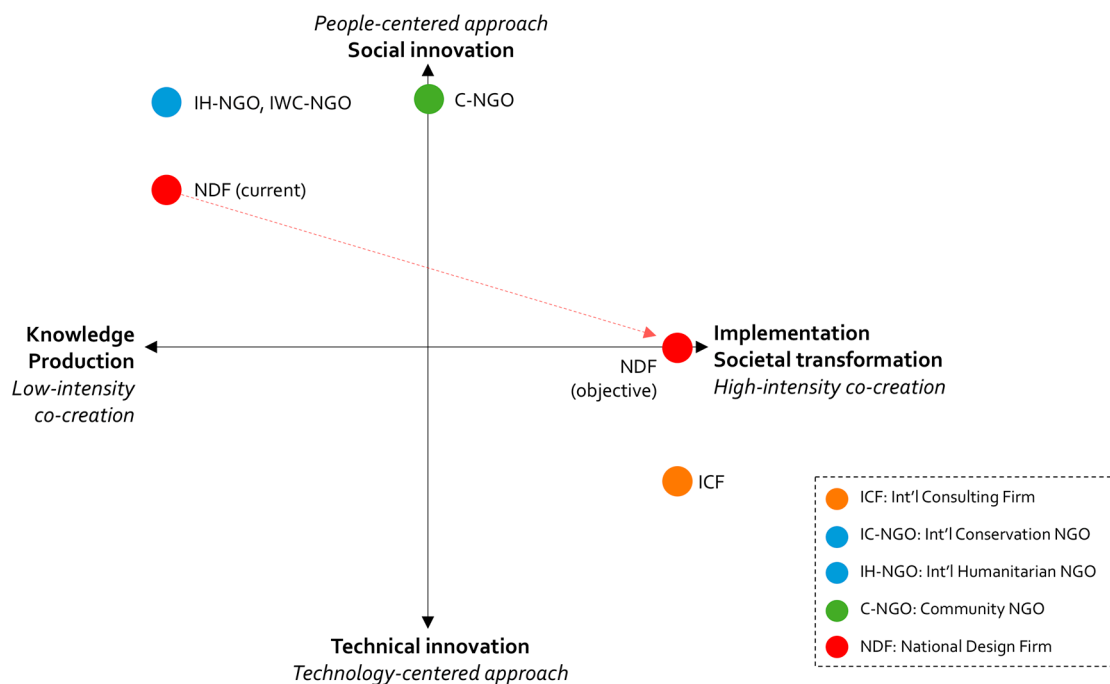 People-centered approach
Social innovation
IH-NGO, IWC-NGO
C-NGO
NDF (current)
Knowledge
Production
Low-intensity
co-creation
Implementation
Societal transformation
High-intensity co-creation
NDF
(objective)
ICF
Technical innovation
Technology-centered approach
ICF: Int'l Consulting Firm
IC-NGO: Int'l Conservation NGO
IH-NGO: Int'l Humanitarian NGO
C-NGO: Community NGO
NDF: National Design Firm